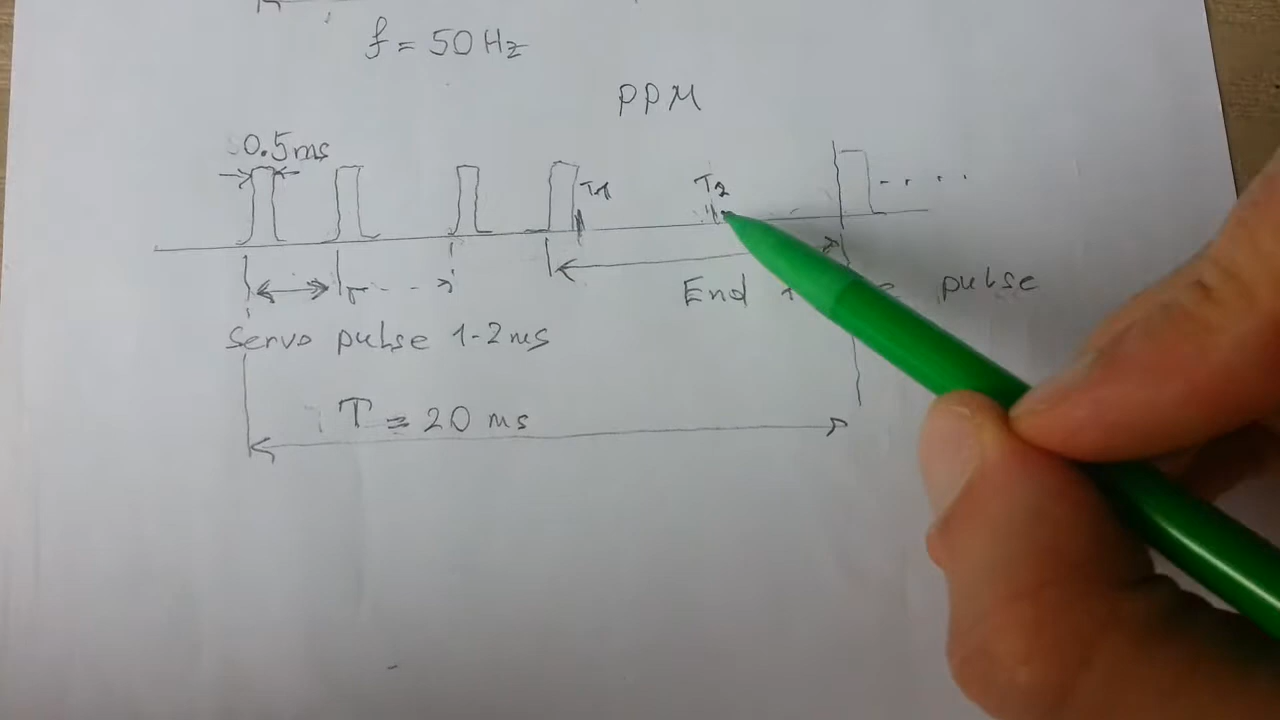 f = 50 Hz
PPM
0.5ms
T1 T2
End pulse
Servo pulse 1-2ms
T = 20 ms